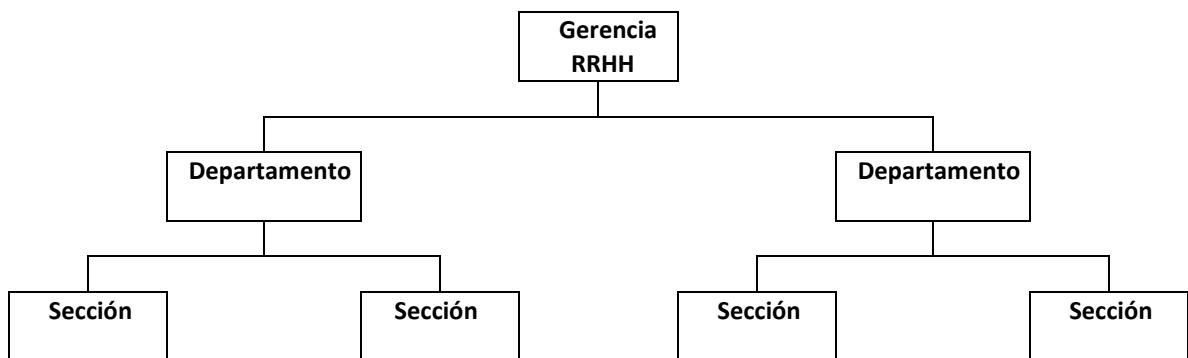 Gerencia
RRHH
Departamento
Departamento
Sección
Sección
Sección
Sección